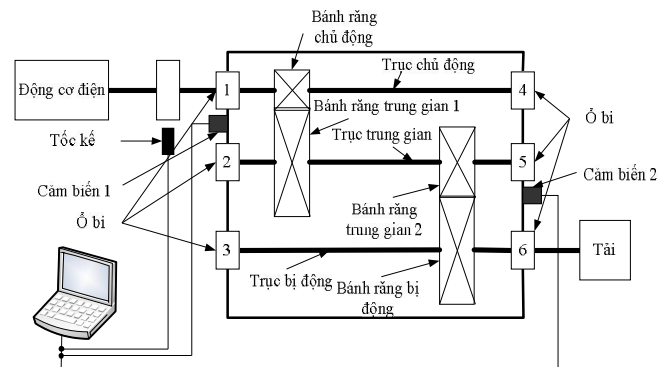 Bánh răng
chủ động
Động cơ điện
1
Trục chủ động
4
Bánh răng trung gian 1
Tốc kế
Trục trung gian
Ổ bi
2
5
Cảm biến 1
Cảm biến 2
Bánh răng
trung gian 2
Ổ bi
3
6
Tải
Trục bị động
Bánh răng bị
động